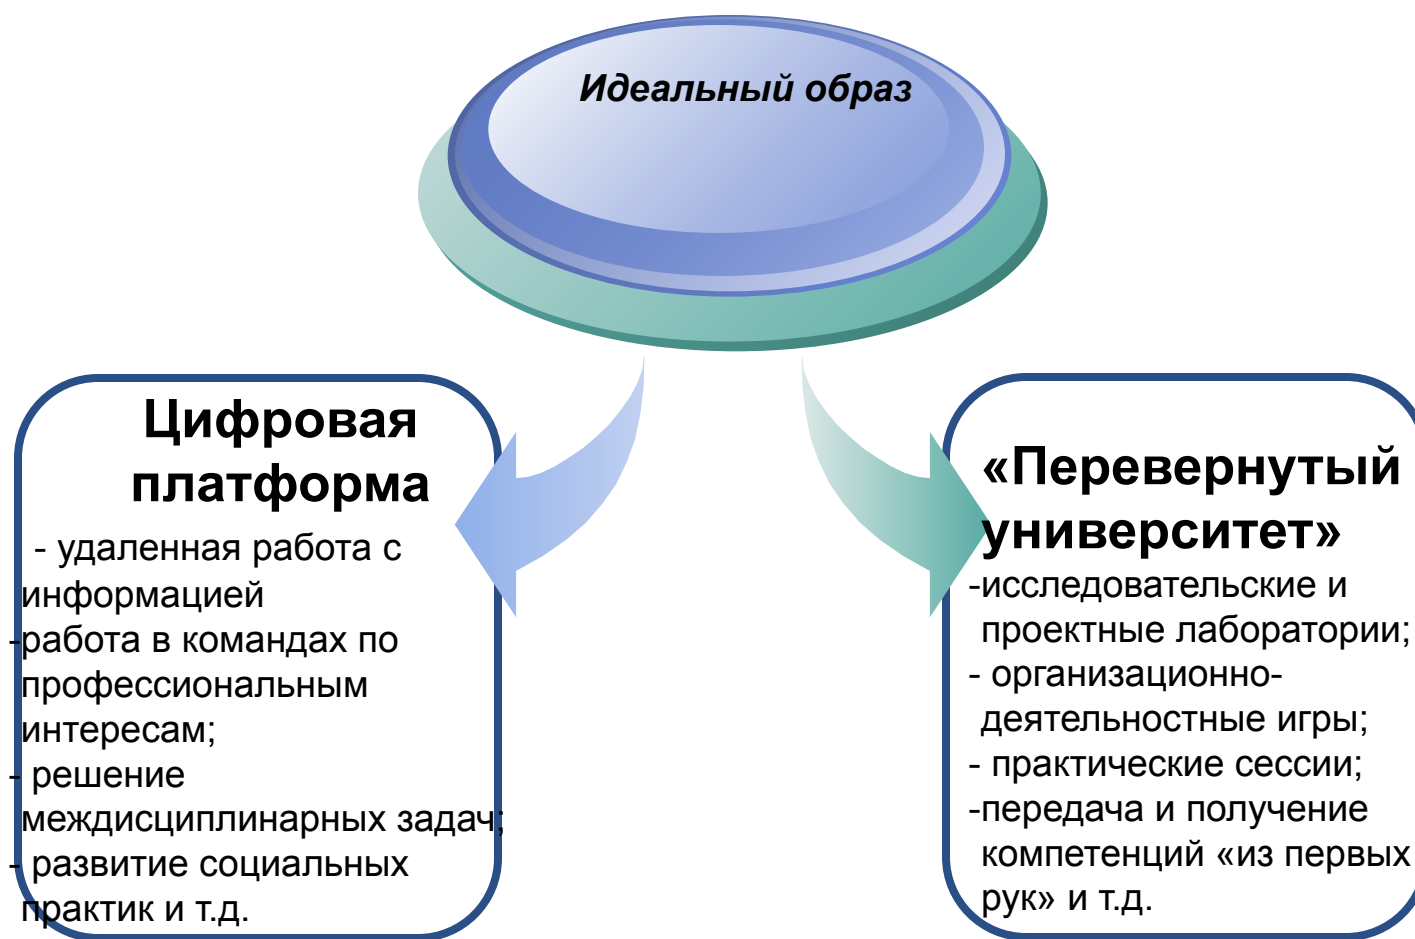 Идеальный образ
Цифровая
платформа
- удаленная работа с
информацией
-работа в командах по
профессиональным
интересам;
- решение
междисциплинарных задач;
- развитие социальных
практик и т.д.
«Перевернутый
университет»
-исследовательские и
проектные лаборатории;
- организационно-
деятельностные игры;
- практические сессии;
-передача и получение
компетенций «из первых
рук» и т.д.